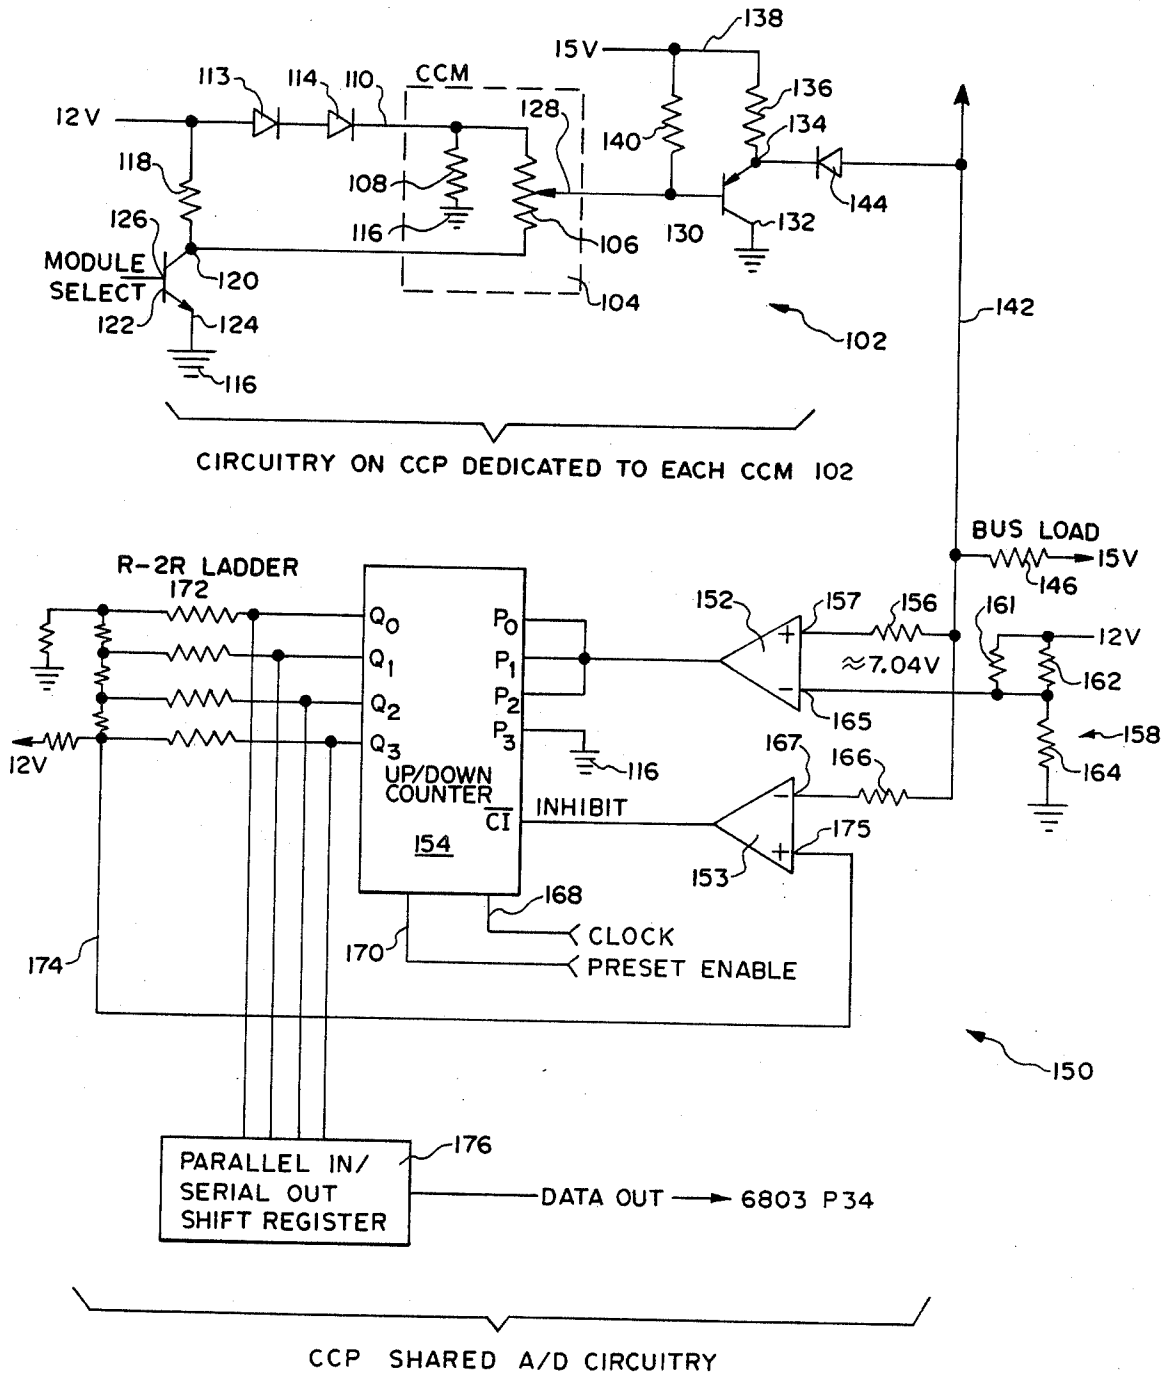 138
15V
113
114
110
CCM
128
136
12V
140
134
118
108
144
126
116
106
130
132
MODULE
SELECT
120
104
142
122
124
102
116
CIRCUITRY ON CCP DEDICATED TO EACH CCM 102
BUS LOAD
15V
146
R-2R LADDER
172
152
157
156
161
12V
Q0
P0
Q1
P1
≈7.04V
162
Q2
P2
165
158
Q3
P3
12V
116
167
166
164
UP/DOWN
COUNTER
INHIBIT
CI
175
154
153
168
170
CLOCK
174
PRESET ENABLE
150
176
PARALLEL IN/
SERIAL OUT
SHIFT REGISTER
DATA OUT → 6803 P34
CCP SHARED A/D CIRCUITRY